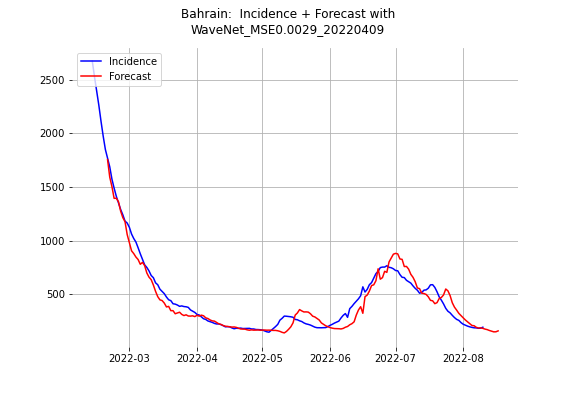 Bahrain:  Incidence + Forecast with
WaveNet_MSE0.0029_20220409
Incidence
Forecast
2500
2000
1500
1000
500
2022-03
2022-04
2022-05
2022-06
2022-07
2022-08